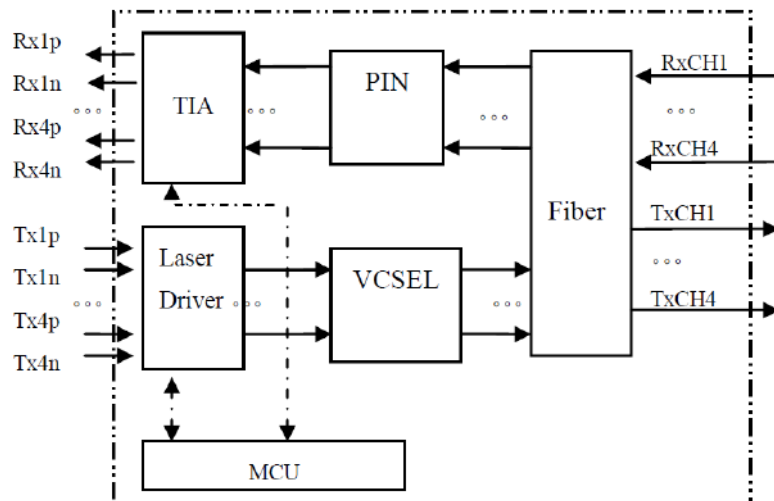 Rx1p
Rx1n
Rx4p
Rx4n
TIA
PIN
Fiber
RxCH1
RxCH4
TxCH1
TxCH4
Tx1p
Tx1n
Tx4p
Tx4n
Laser
Driver
VCSEL
MCU